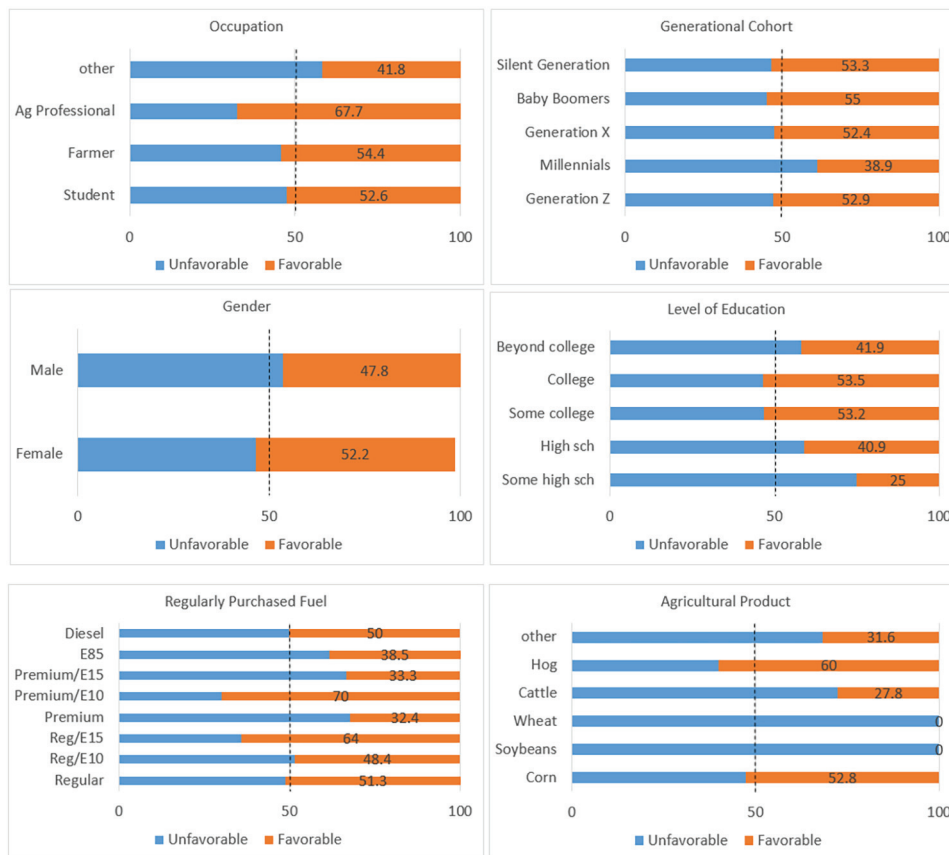 Occupation
other 41.8
Ag Professional 67.7
Farmer 54.4
Student 52.6
0 50 100
Unfavorable Favorable
Generational Cohort
Silent Generation 53.3
Baby Boomers 55
Generation X 52.4
Millennials 38.9
Generation Z 52.9
0 50 100
Unfavorable Favorable
Gender
Male 47.8
Female 52.2
0 50 100
Unfavorable Favorable
Level of Education
Beyond college 41.9
College 53.5
Some college 53.2
High sch 40.9
Some high sch 25
0 50 100
Unfavorable Favorable
Regularly Purchased Fuel
Diesel 50
E85 38.5
Premium/E15 33.3
Premium/E10 70
Premium 32.4
Reg/E15 64
Reg/E10 48.4
Regular 51.3
0 50 100
Unfavorable Favorable
Agricultural Product
other 31.6
Hog 60
Cattle 27.8
Wheat 0
Soybeans 0
Corn 52.8
0 50 100
Unfavorable Favorable